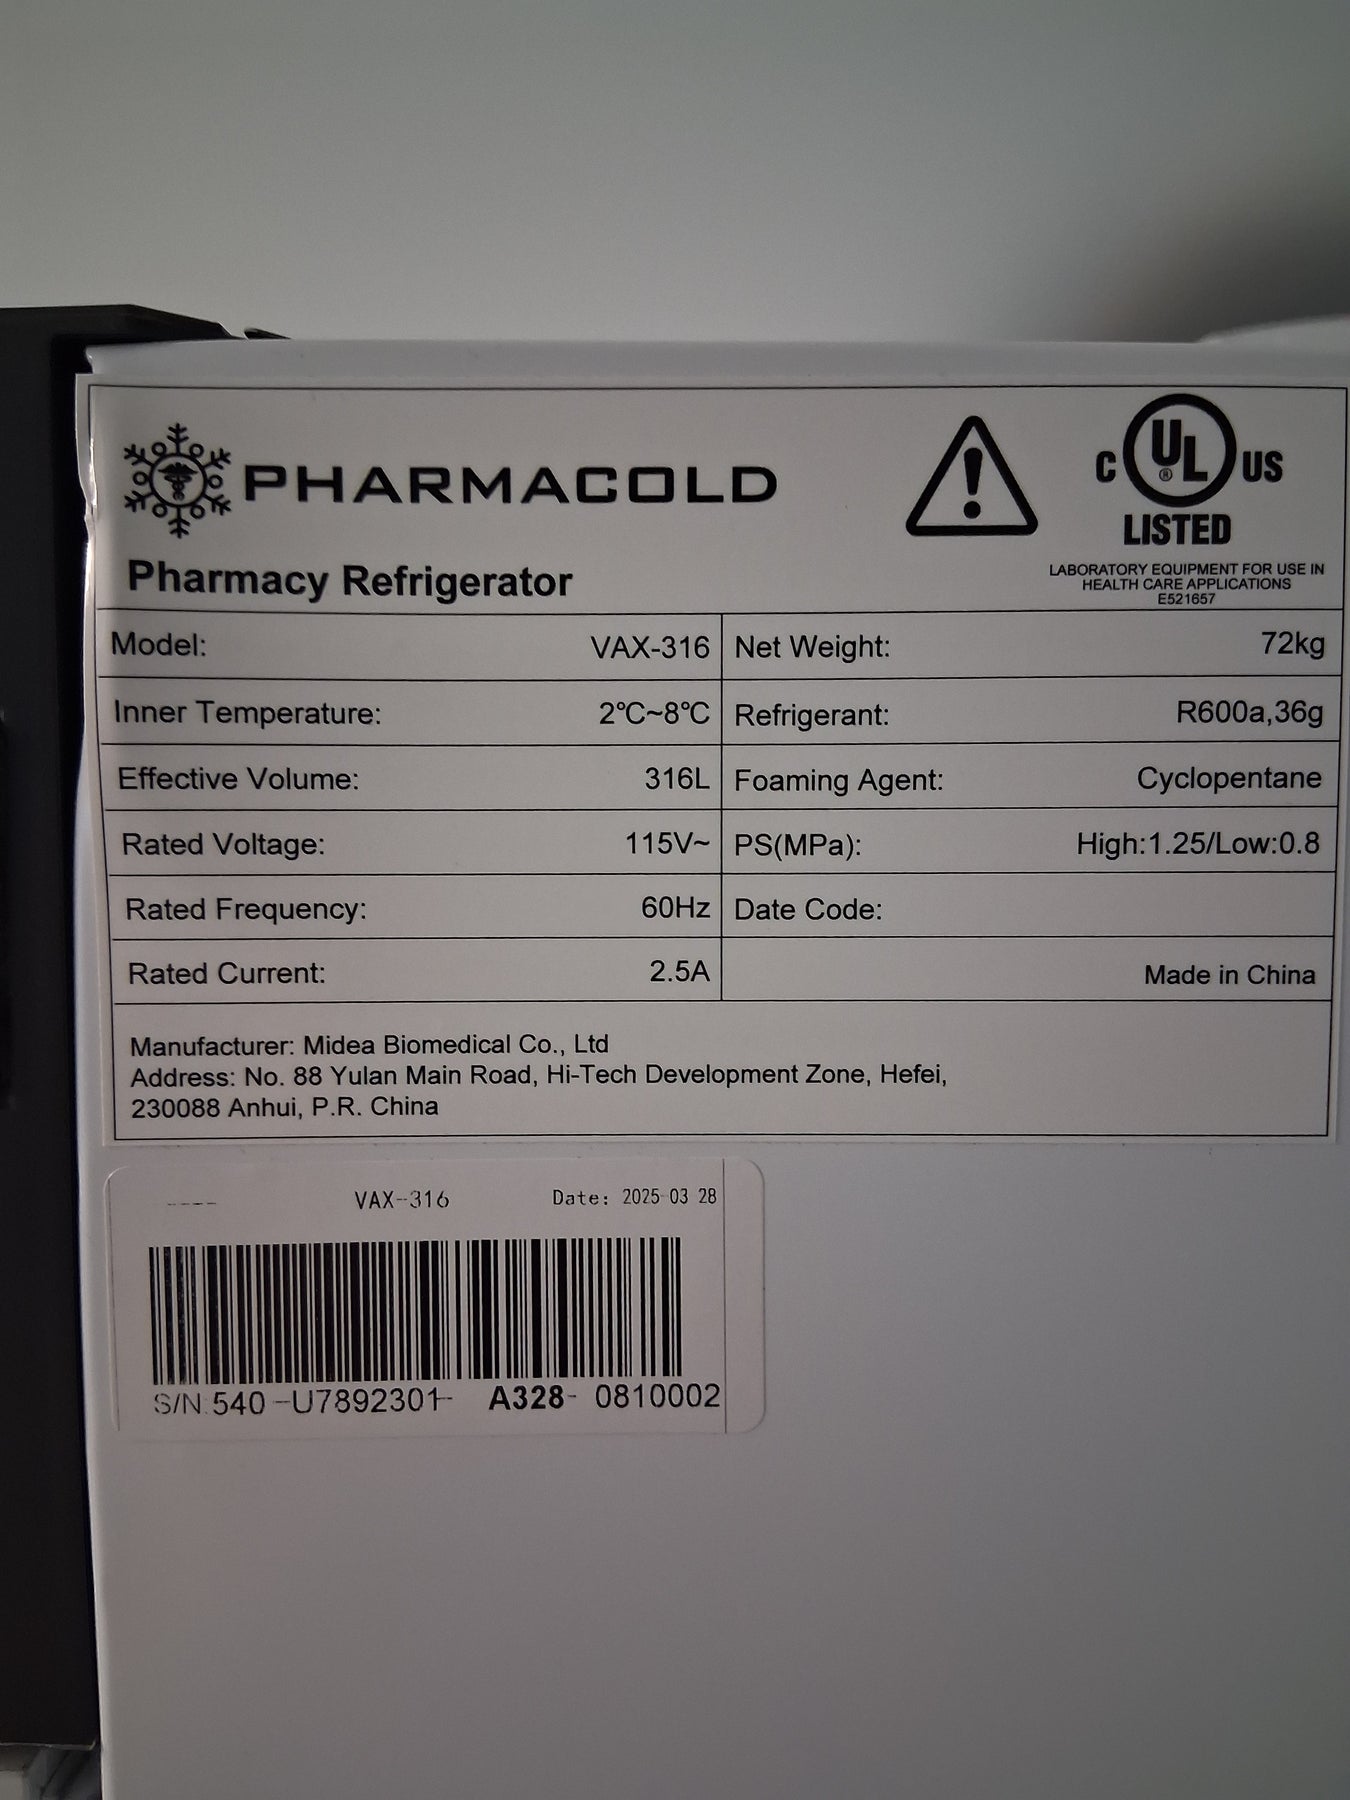 PHARMACOLD
Pharmacy Refrigerator
C UL ® US
LISTED
LABORATORY EQUIPMENT FOR USE IN
HEALTH CARE APPLICATIONS
E521657
Model: VAX-316 Net Weight: 72kg
Inner Temperature: 2℃~8℃ Refrigerant: R600a,36g
Effective Volume: 316L Foaming Agent: Cyclopentane
Rated Voltage: 115V~ PS(MPa): High:1.25/Low:0.8
Rated Frequency: 60Hz Date Code:
Rated Current: 2.5A Made in China
Manufacturer: Midea Biomedical Co., Ltd
Address: No. 88 Yulan Main Road, Hi-Tech Development Zone, Hefei,
230088 Anhui, P.R. China
---- VAX-316 Date: 2025-03 28
S/N:540 -U7892301- A328- 0810002